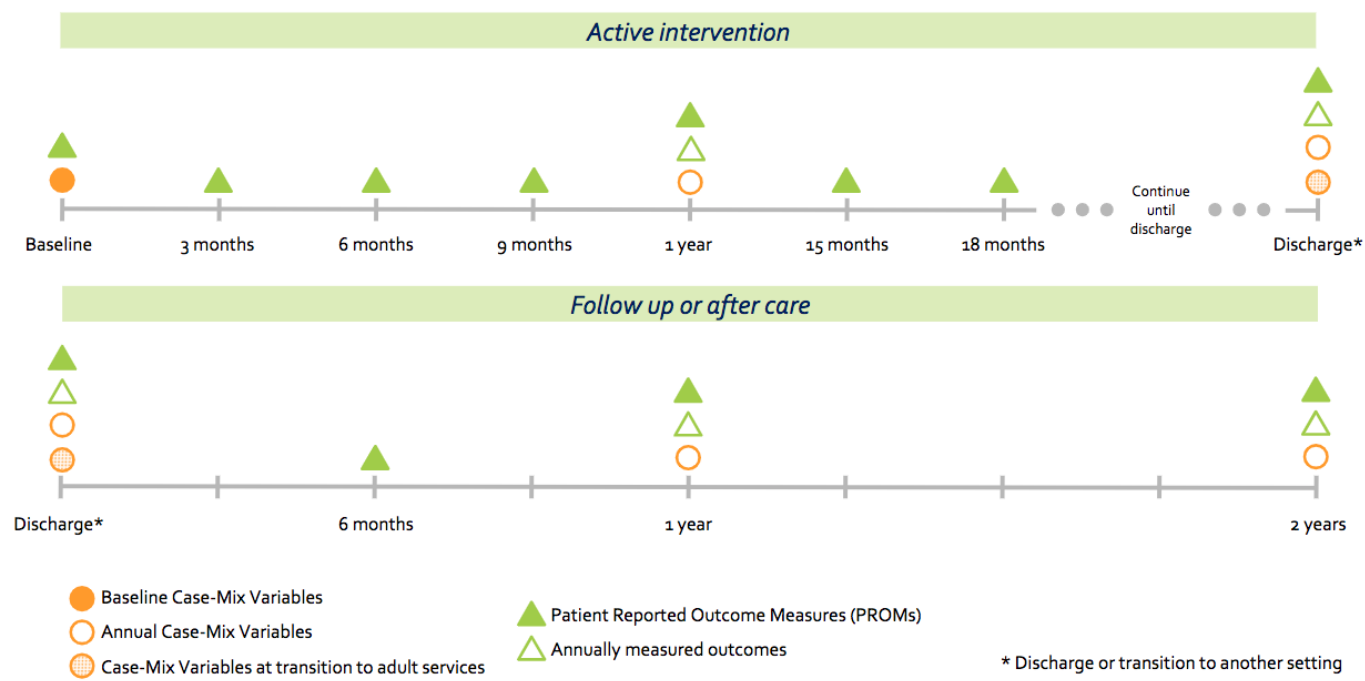 Active intervention
Continue
until
discharge
Baseline 3 months 6 months 9 months 1 year 15 months 18 months Discharge*
Follow up or after care
Discharge* 6 months 1 year 2 years
Baseline Case-Mix Variables
Annual Case-Mix Variables
Case-Mix Variables at transition to adult services
Patient Reported Outcome Measures (PROMs)
Annually measured outcomes
* Discharge or transition to another setting